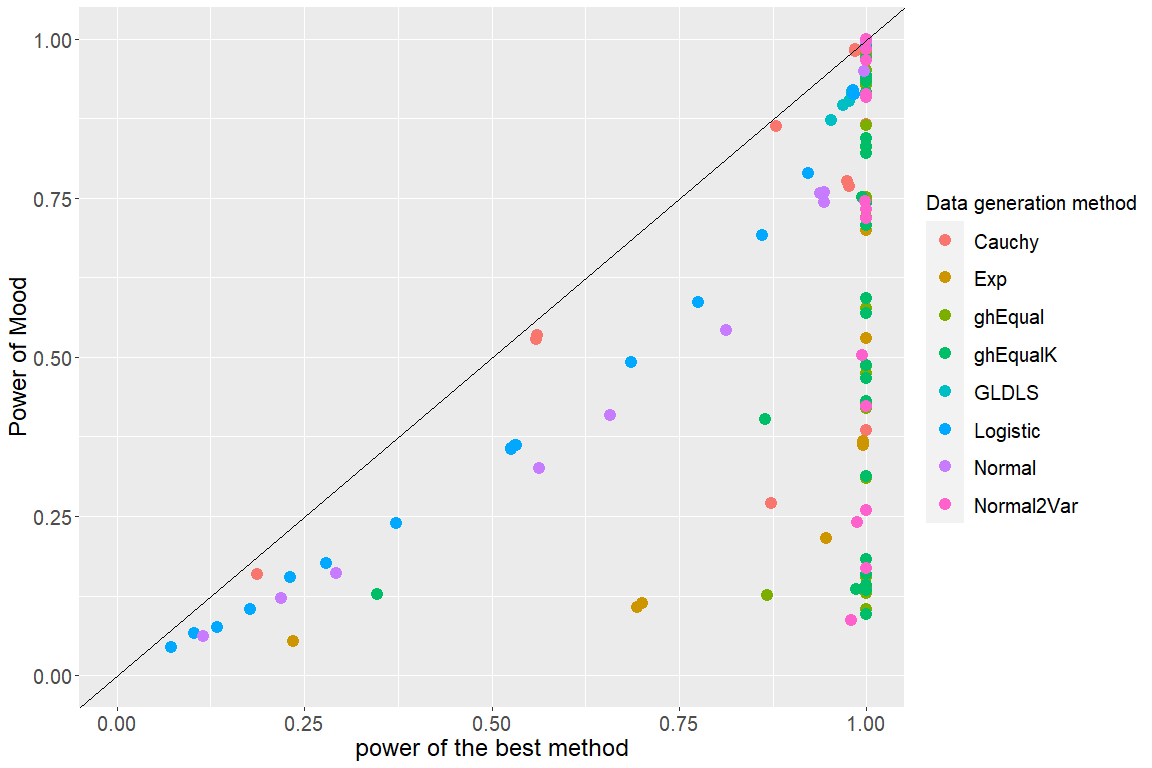 Power of Mood
1.00
0.75
0.50
0.25
0.00
0.00 0.25 0.50 0.75 1.00
power of the best method
Data generation method
Cauchy
Exp
ghEqual
ghEqualK
GLDLS
Logistic
Normal
Normal2Var